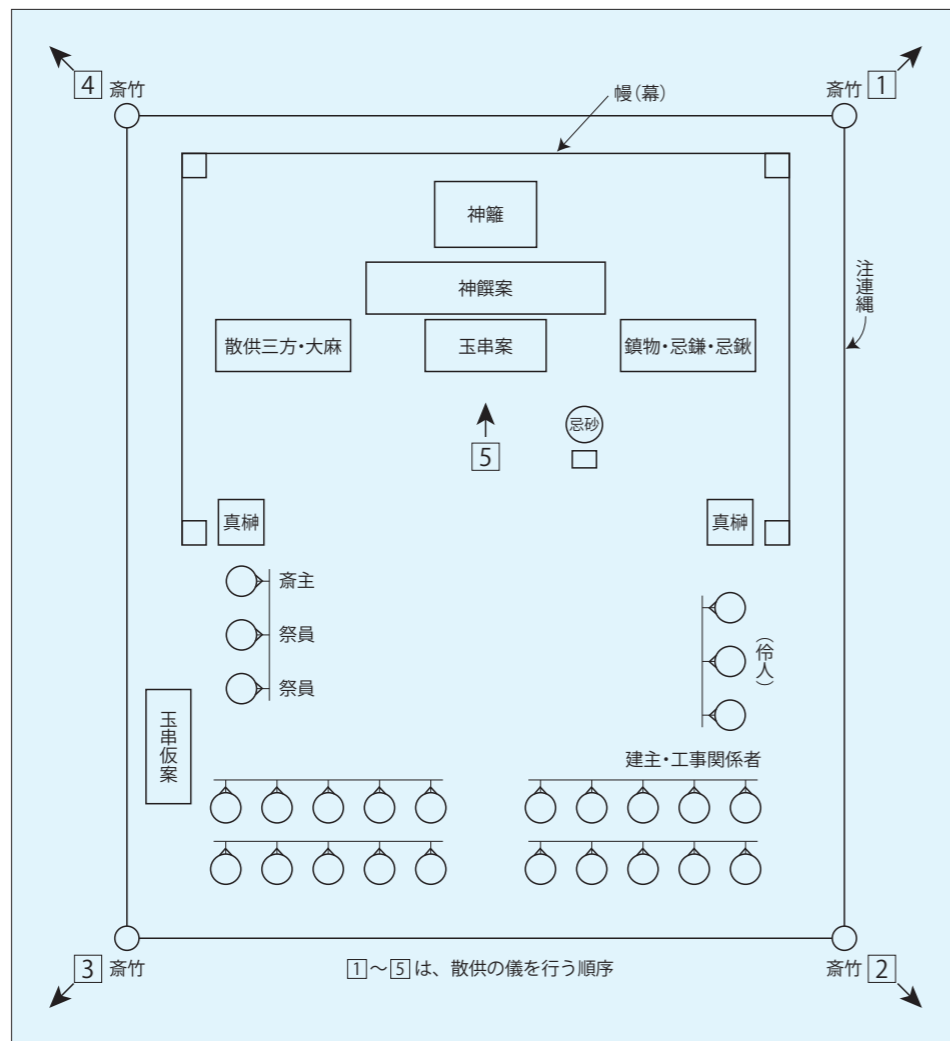 4 斎竹
斎竹 1
幔(幕)
神籬
神饌案
注連縄
散供三方・大麻
玉串案
鎮物・忌鎌・忌鍬
忌砂
5
真榊
真榊
斎主
祭員
祭員
(伶人)
玉串仮案
建主・工事関係者
3 斎竹
1〜5は、散供の儀を行う順序
斎竹 2